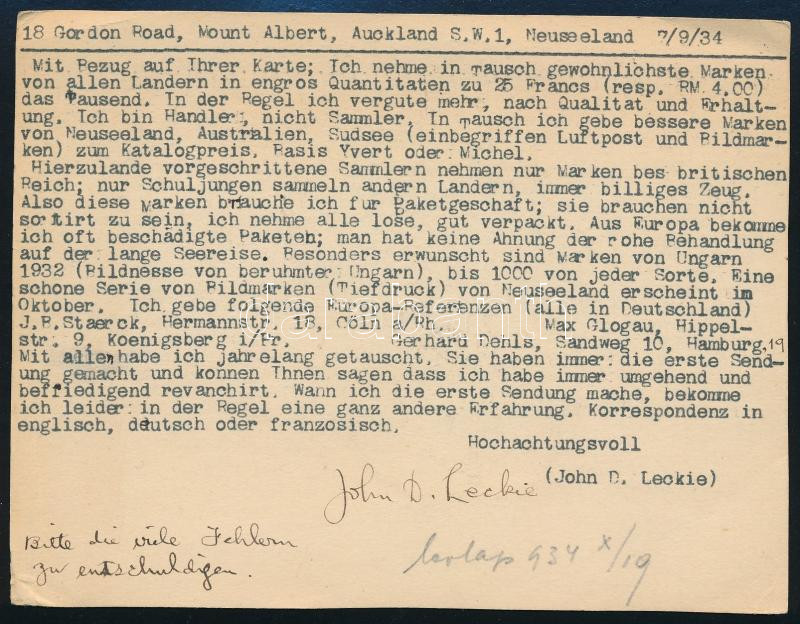 18 Gordon Road, Mount Albert, Auckland S.W.1, Neuseeland 7/9/34
Mit Bezug auf Ihrer Karte; Ich nehme in Tausch gewohnlichste Marken
von allen Landern in engros Quantitaten zu 25 Francs (resp. RM 4.00)
das Tausend. In der Regel ich vergute mehr, nach Qualitat und Erhalt-
ung. Ich bin Handler, nicht Sammler. In Tausch ich gebe bessere Marken
von Neuseeland, Australien, Sudsee (einbegriffen Luftpost und Bildmar-
ken) zum Katalogpreis. Basis Yvert oder Michel.
Hierzulande vorgeschrittene Sammlern nehmen nur Marken bes britischen
Reich; nur Schuljungen sammeln andern Landern, immer billiges Zeug.
Also diese Marken brauche ich fur Paketgeschaft; sie brauchen nicht
sortirt zu sein, ich nehme alle lose, gut verpackt. Aus Europa bekomme
ich oft beschadigte Paketen; man hat keine Ahnung der rohe Behandlung
auf der lange Seereise. Besonders erwunscht sind Marken von Ungarn
1932 (Bildnesse von beruhmter Ungarn), bis 1000 von jeder Sorte. Eine
schone Serie von Bildmarken (Tiefdruck) von Neuseeland erscheint im
Oktober. Ich gebe folgende Europa-Referenzen (alle in Deutschland)
J.B.Staerck, Hermannstr. 18, Cöln a/Rh. Max Glogau, Hippel-
str. 9, Koenigsberg i/Pr. Gerhard Dehls, Sandweg 10, Hamburg.19
Mit allen habe ich jahrelang getauscht. Sie haben immer die erste Send-
ung gemacht und konnen Ihnen sagen dass ich habe immer umgehend und
beffiedigend revanchirt. Wann ich die erste Sendung mache, bekomme
ich leider in der Regel eine ganz andere Erfahrung. Korrespondenz in
englisch, deutsch oder franzosisch.
Hochachtungsvoll
(John D. Leckie)
John D. Leckie
Bitte die viele Fehlern
zu entschuldigen.
934 X/19